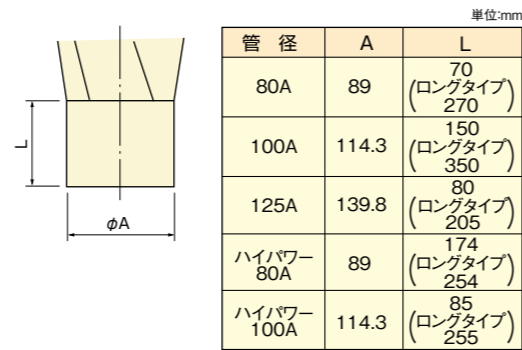 単位:mm
管 径 A L
80A 89 70
(ロングタイプ)
270
100A 114.3 150
(ロングタイプ)
350
125A 139.8 80
(ロングタイプ)
205
ハイパワー
80A 89 174
(ロングタイプ)
254
ハイパワー
100A 114.3 85
(ロングタイプ)
255
L
φA